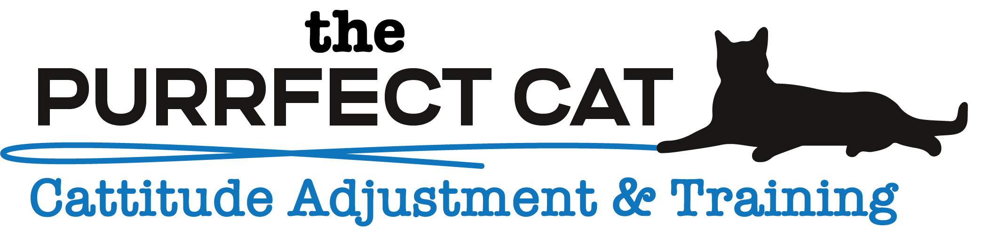 the
PURRFECT CAT
Cattitude Adjustment & Training